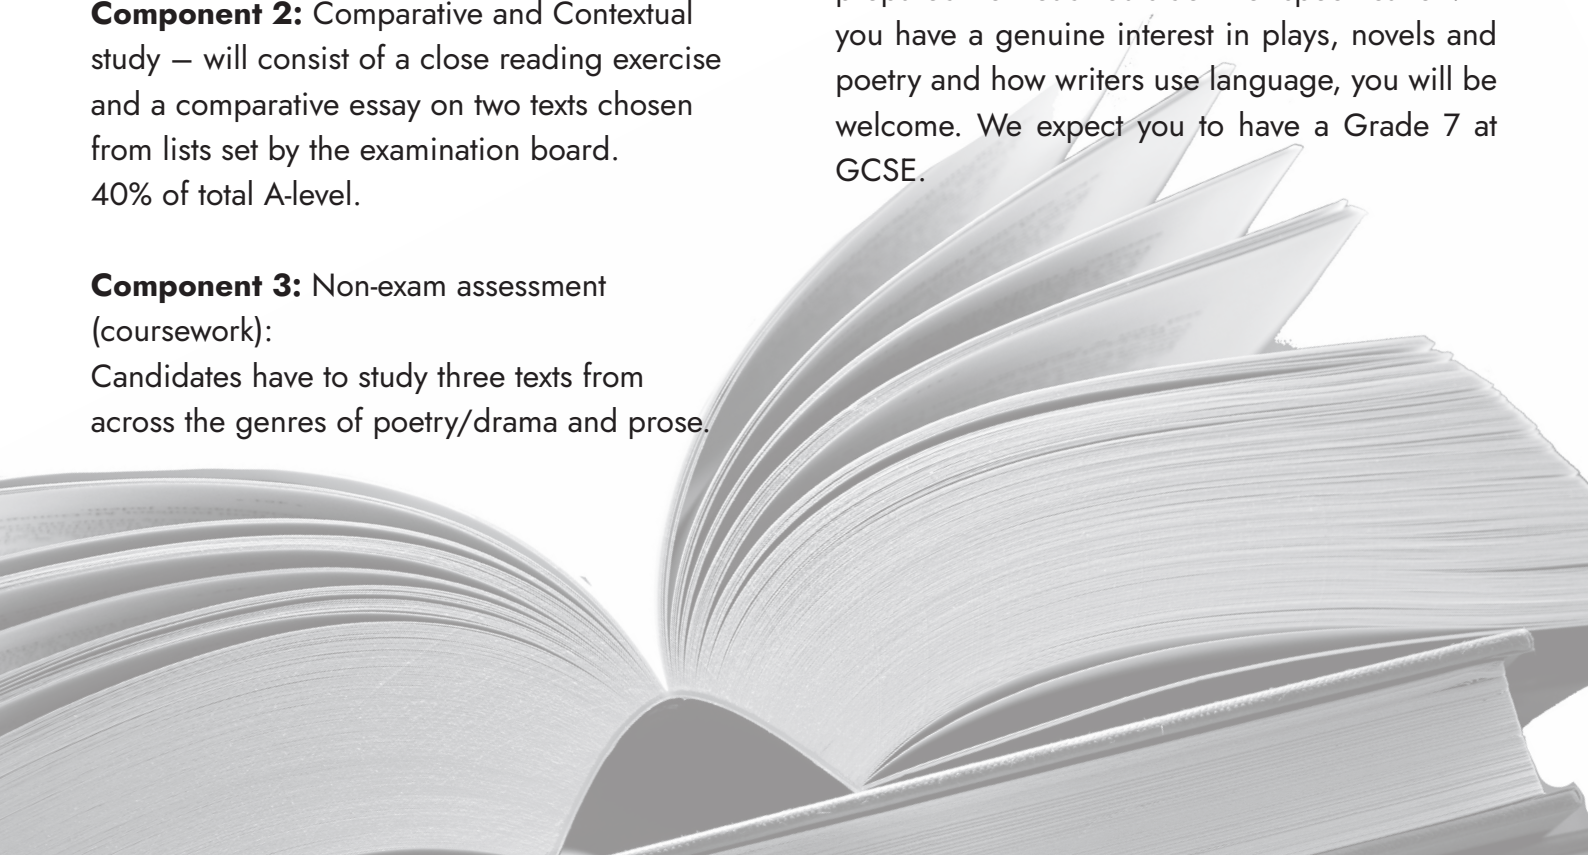 Component 2: Comparative and Contextual
study – will consist of a close reading exercise
and a comparative essay on two texts chosen
from lists set by the examination board.
40% of total A-level.
Component 3: Non-exam assessment
(coursework):
Candidates have to study three texts from
across the genres of poetry/drama and prose.
you have a genuine interest in plays, novels and
poetry and how writers use language, you will be
welcome. We expect you to have a Grade 7 at
GCSE.